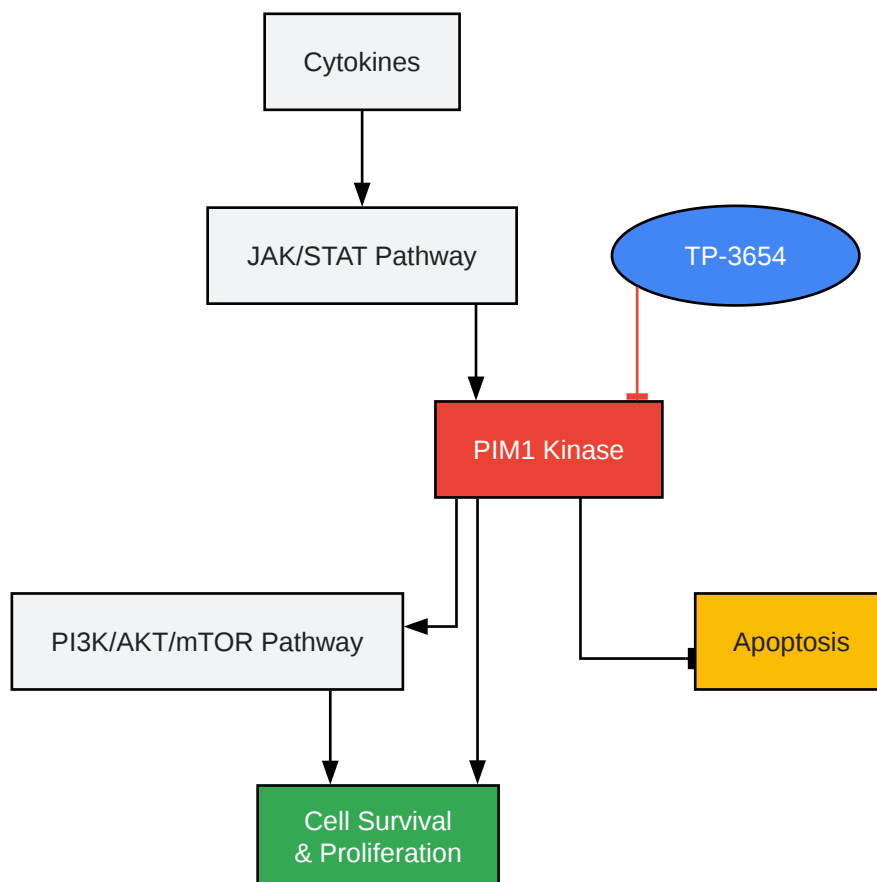 Cytokines
JAK/STAT Pathway
TP-3654
PIM1 Kinase
PI3K/AKT/mTOR Pathway
Apoptosis
Cell Survival
& Proliferation